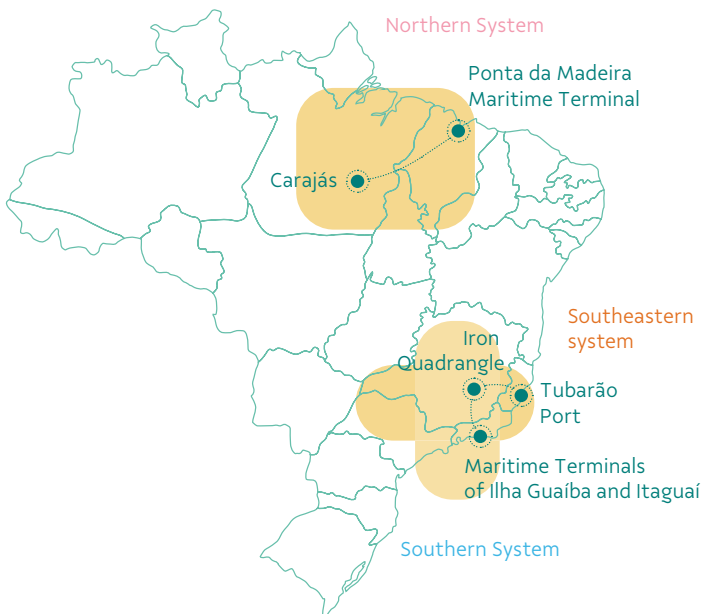 Northern System
Ponta da Madeira
Maritime Terminal
Carajás
Southeastern
system
Iron
Quadrangle
Tubarão
Port
Maritime Terminals
of Ilha Guaíba and Itaguaí
Southern System